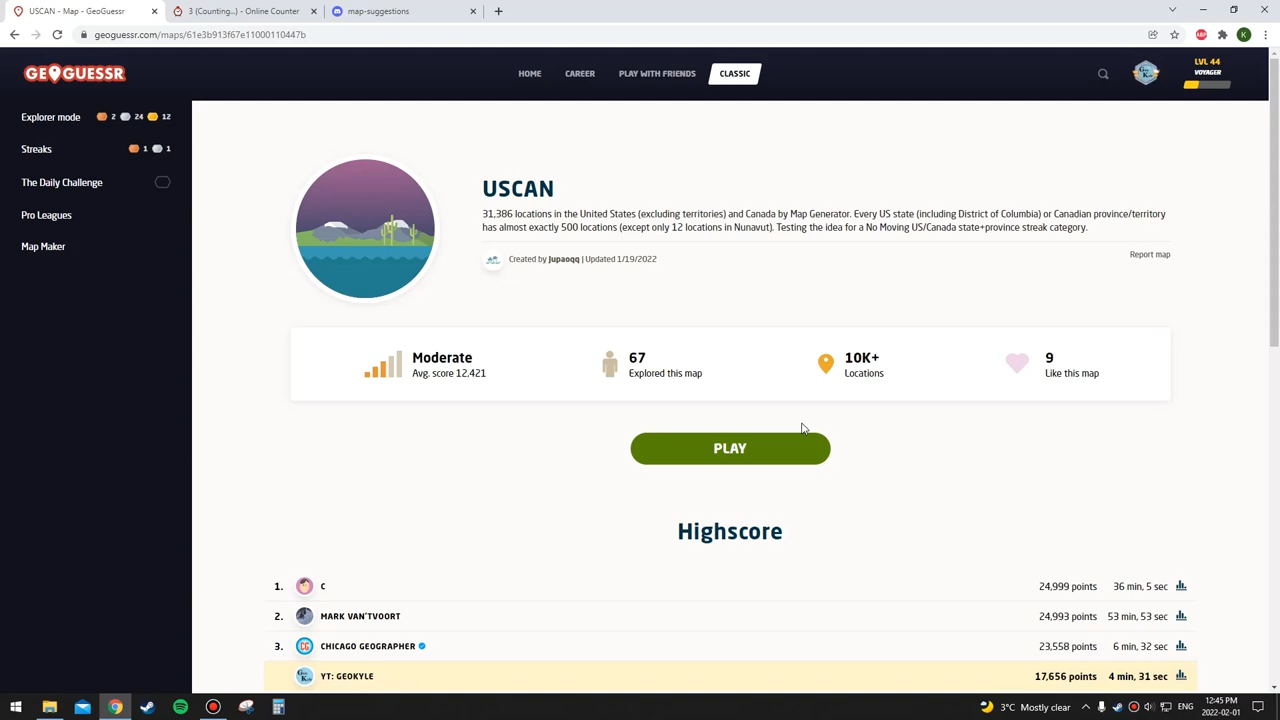 USCAN - Map - GeoGuessr
3 (Counting...) - Online Counter
map-suggestions
geoguessr.com/maps/61e3b913f67e11000110447b
ABP
K
GEOGUESSR
HOME
CAREER
PLAY WITH FRIENDS
CLASSIC
LVL 44
VOYAGER
Explorer mode 2 24 12
Streaks 1 1
The Daily Challenge
Pro Leagues
Map Maker
USCAN
31,386 locations in the United States (excluding territories) and Canada by Map Generator. Every US state (including District of Columbia) or Canadian province/territory
has almost exactly 500 locations (except only 12 locations in Nunavut). Testing the idea for a No Moving US/Canada state+province streak category.
Created by Jupaoqq | Updated 1/19/2022
Report map
Moderate
Avg. score 12,421
67
Explored this map
10K+
Locations
9
Like this map
PLAY
Highscore
1. C 24,999 points 36 min, 5 sec
2. MARK VAN'TVOORT 24,993 points 53 min, 53 sec
3. CG CHICAGO GEOGRAPHER 23,558 points 6 min, 32 sec
YT: GEOKYLE 17,656 points 4 min, 31 sec
3°C Mostly clear
ENG
12:45 PM
2022-02-01